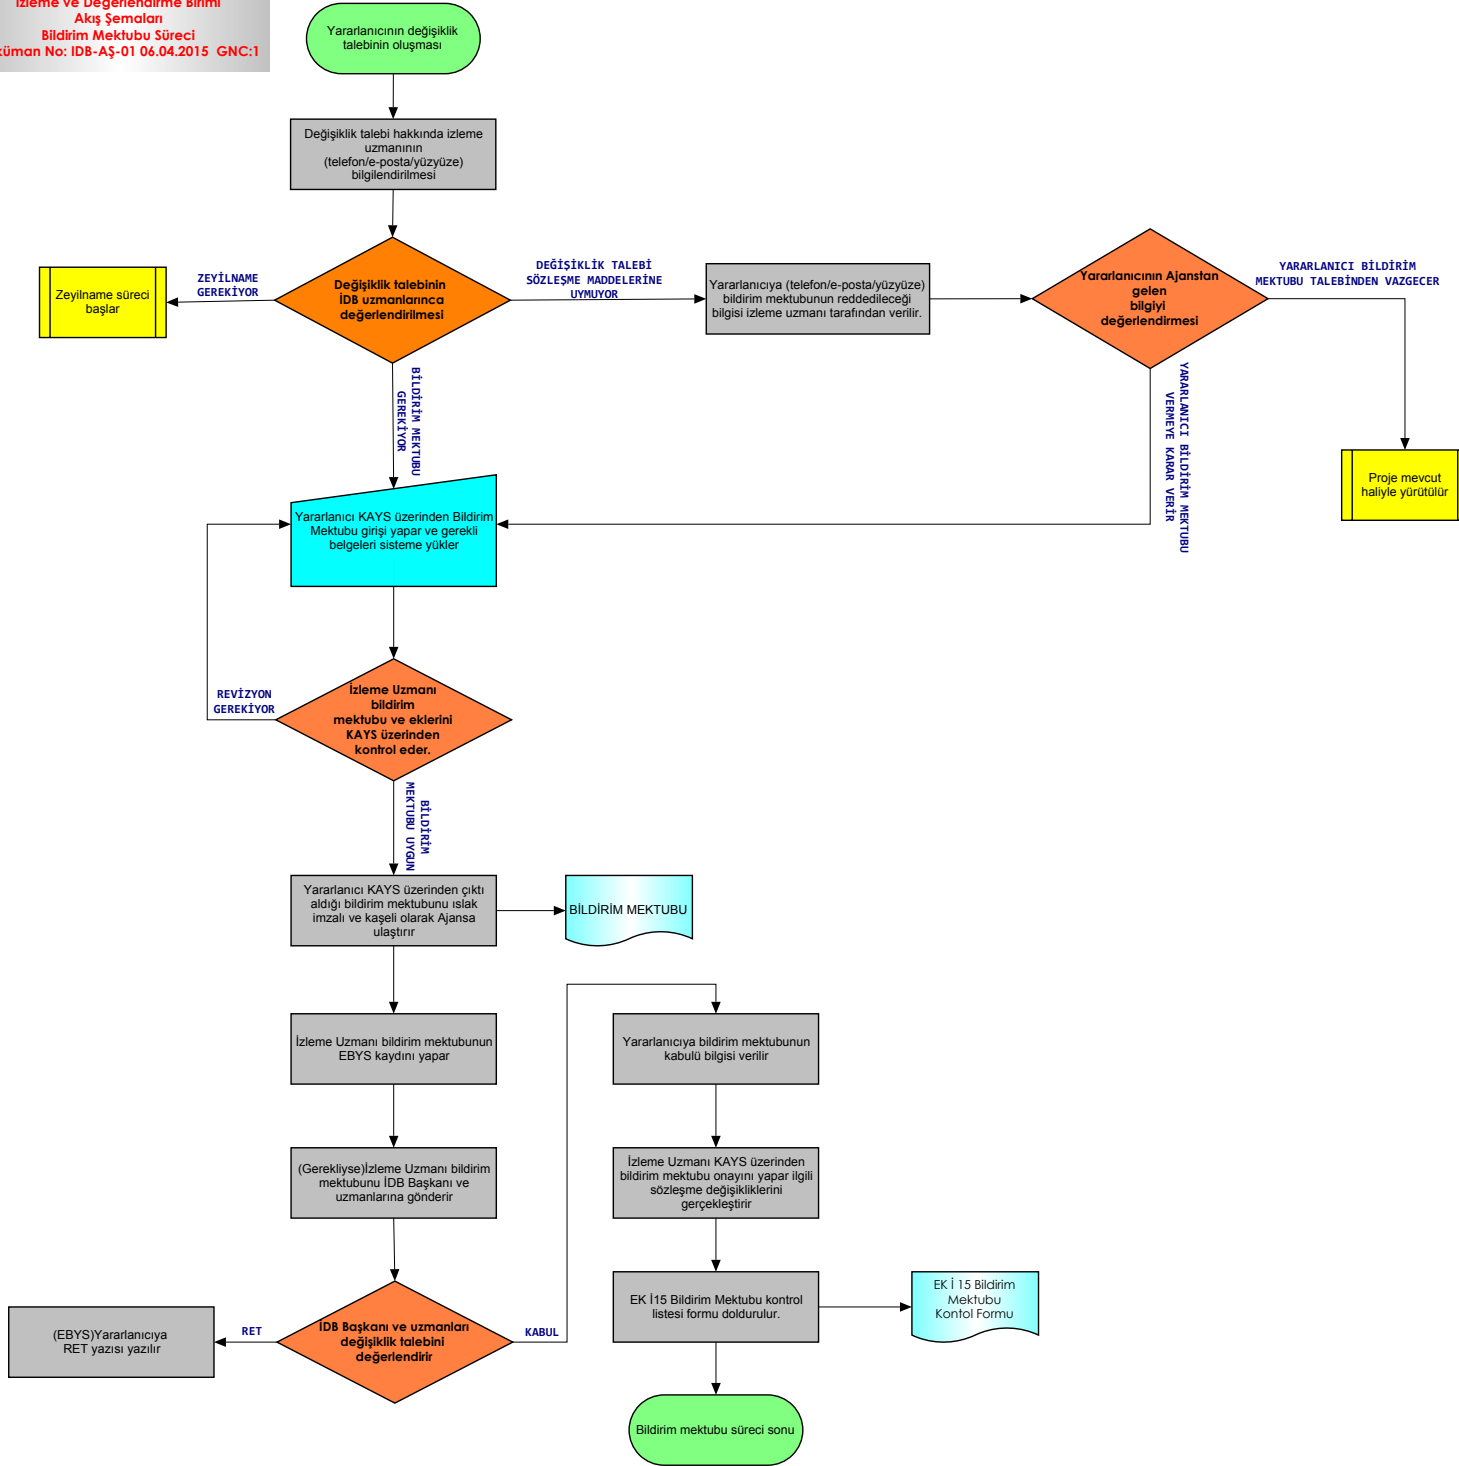 İzleme ve Değerlendirme Birimi
Akış Şemaları
Bildirim Mektubu Süreci
No: IDB-AŞ-01 06.04.2015 GNC:1
Yararlanıcının değişiklik
talebinin oluşması
Değişiklik talebi hakkında izleme
uzmanının
(telefon/e-posta/yüzyüze)
bilgilendirilmesi
Değişiklik talebinin
İDB uzmanlarınca
değerlendirilmesi
ZEYİLNAME
GEREKİYOR
Zeyilname süreci
başlar
DEĞİŞİKLİK TALEBİ
SÖZLEŞME MADDELERİNE
UYMUYOR
Yararlanıcıya (telefon/e-posta/yüzyüze)
bildirim mektubunun reddedileceği
bilgisi izleme uzmanı tarafından verilir.
Yararlanıcının Ajanstan
gelen
bilgiyi
değerlendirmesi
YARARLANICI BİLDİRİM
MEKTUBU TALEBİNDEN VAZGECER
Proje mevcut
haliyle yürütülür
YARARLANICI BİLDİRİM MEKTUBU
VERMEYE KARAR VERİR
BİLDİRİM MEKTUBU
GEREKİYOR
Yararlanıcı KAYS üzerinden Bildirim
Mektubu girişi yapar ve gerekli
belgeleri sisteme yükler
İzleme Uzmanı
bildirim
mektubu ve eklerini
KAYS üzerinden
kontrol eder.
REVİZYON
GEREKİYOR
BİLDİRİM
MEKTUBU UYGUN
Yararlanıcı KAYS üzerinden çıktı
aldığı bildirim mektubunu ıslak
imzalı ve kaşeli olarak Ajansa
ulaştırır
BİLDİRİM MEKTUBU
İzleme Uzmanı bildirim mektubunun
EBYS kaydını yapar
(Gerekliyse)İzleme Uzmanı bildirim
mektubunu İDB Başkanı ve
uzmanlarına gönderir
İDB Başkanı ve uzmanları
değişiklik talebini
değerlendirir
RET
(EBYS)Yararlanıcıya
RET yazısı yazılır
KABUL
Yararlanıcıya bildirim mektubunun
kabulü bilgisi verilir
İzleme Uzmanı KAYS üzerinden
bildirim mektubu onayını yapar ilgili
sözleşme değişikliklerini
gerçekleştirir
EK İ15 Bildirim Mektubu kontrol
listesi formu doldurulur.
EK İ 15 Bildirim
Mektubu
Kontol Formu
Bildirim mektubu süreci sonu